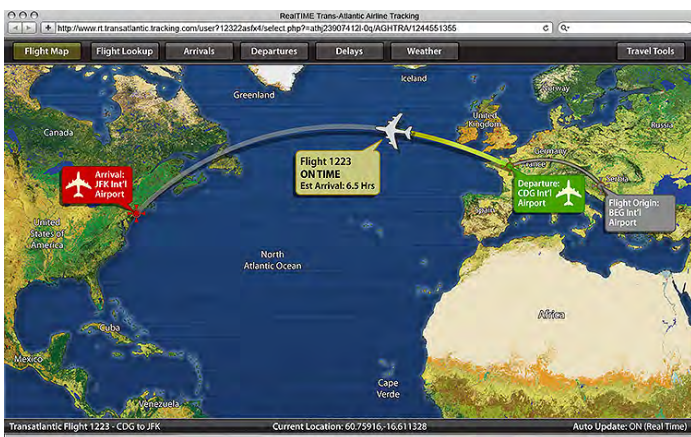 RealTIME Trans-Atlantic Airline Tracking
http://www.rt.transatlantic.tracking.com/user?12322asfx4/select php?=athj23907412l-0q/AGHTRA/1244551355
Flight Map
Flight Lookup
Arrivals
Departures
Delays
Weather
Travel Tools
Iceland
Norway
Greenland
United
Kingdom
Russia
Canada
Germany
France
Serbia
Flight 1223
ON TIME
Est Arrival: 6.5 Hrs
Arrival:
JFK Int'l
Airport
Departure:
CDG Int'l
Airport
Flight Origin:
BEG Int'l
Airport
Spain
United
States of
America
North
Atlantic Ocean
Africa
Cuba
Mexico
Cape
Verde
Venezuela
Transatlantic Flight 1223 - CDG to JFK
Current Location: 60.75916,-16.611328
Auto Update: ON (Real Time)